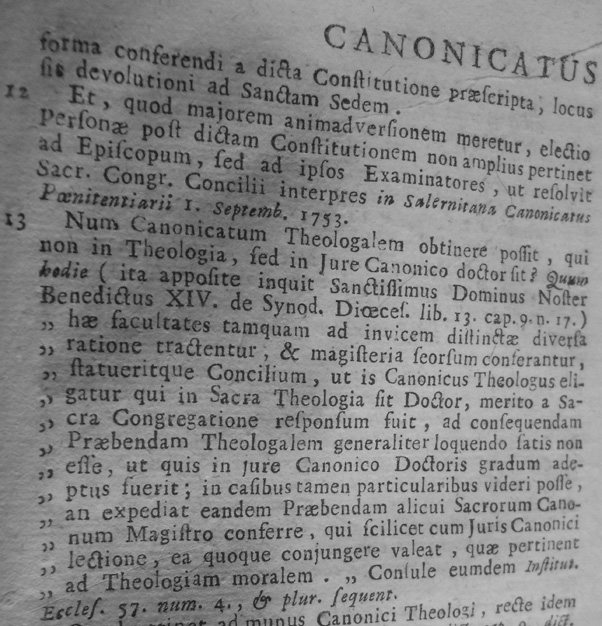 CANONICATUS
forma conferendi a dicta Conſtitutione præſcripta, locus
ſit devolutioni ad Sanctam Sedem.
12 Et, quod majorem animadverſionem meretur, electio
Perſonæ poſt dictam Conſtitutionem non amplius pertinet
ad Epiſcopum, ſed ad ipſos Examinatores, ut reſolvit
Sacr. Congr. Concilii interpres in Salernitana Canonicatus
Pœnitentiarii 1. Septemb. 1753.
13 Num Canonicatum Theologalem obtinere poſſit, qui
non in Theologia, ſed in Jure Canonico doctor ſit? Quum
hodie (ita appoſite inquit Sanctiſſimus Dominus Noſter
Benedictus XIV. de Synod. Diœceſ. lib. 13. cap. 9. n. 17.)
„ hæ facultates tamquam ad invicem diſtinctæ diverſa
„ ratione tractentur, & magiſteria ſeorſum conferantur,
„ ſtatueritque Concilium, ut is Canonicus Theologus eli-
„ gatur qui in Sacra Theologia ſit Doctor, merito a Sa-
„ cra Congregatione reſponſum fuit, ad conſequendam
„ Præbendam Theologalem generaliter loquendo ſatis non
„ eſſe, ut quis in Jure Canonico Doctoris gradum ade-
„ ptus fuerit; in caſibus tamen particularibus videri poſſe,
„ an expediat eandem Præbendam alicui Sacrorum Cano-
„ num Magiſtro conferre, qui ſcilicet cum Juris Canonici
„ lectione, ea quoque conjungere valeat, quæ pertinent
„ ad Theologiam moralem. „ Conſule eumdem Inſtitut.
Eccleſ. 57. num. 4., & plur. ſequent.
ad munus Canonici Theologi, recte idem